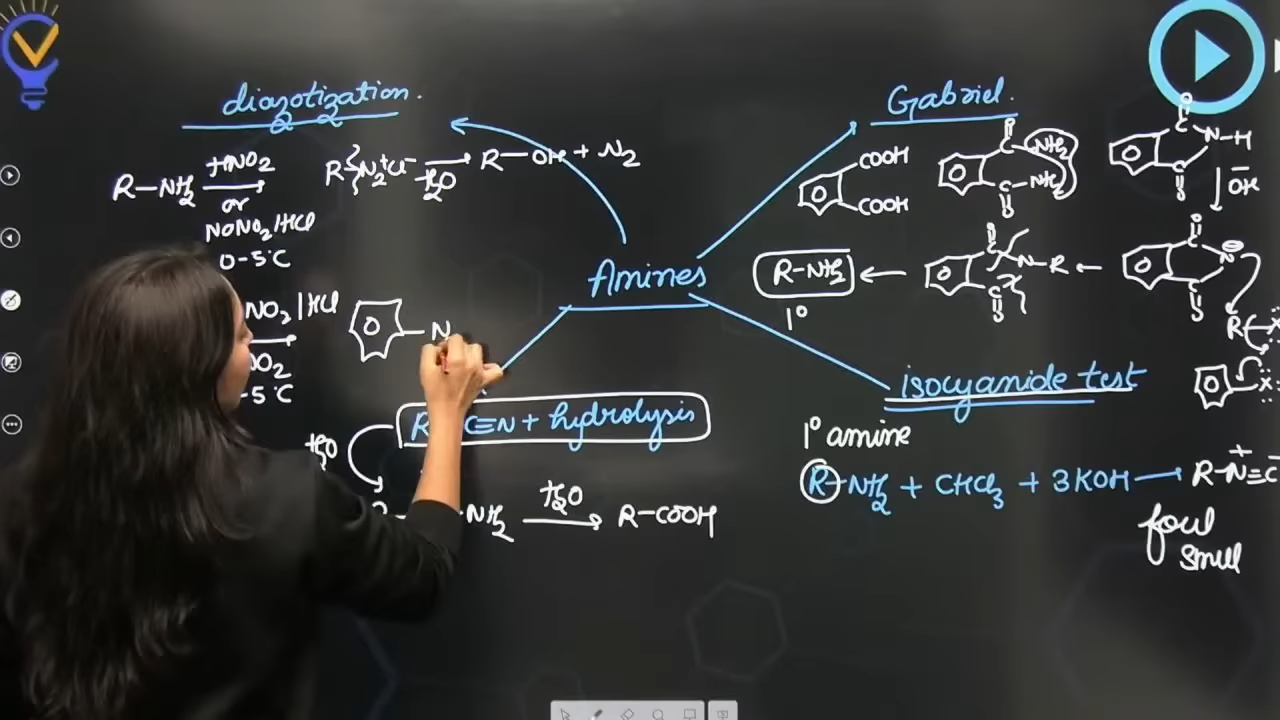 diazotization.
R-NH2 +HNO2 R}N2+Cl- H2O R-OH + N2
or
NaNO2/HCl
0-5°C
NO2/HCl
-5°C
N
Amines
R C≡N + hydrolysis
H2O
NH2 H2O R-COOH
Gabriel.
COOH
COOH
C
O
NH2
C
O
NH2
C
O
N-H
C
O
OH
R-NH2
1°
C
O
N-R
C
O
C
O
N
C
O
R-X
X
isocyanide test
1° amine
R-NH2 + CHCl3 + 3KOH → R-N≡C
foul
smell